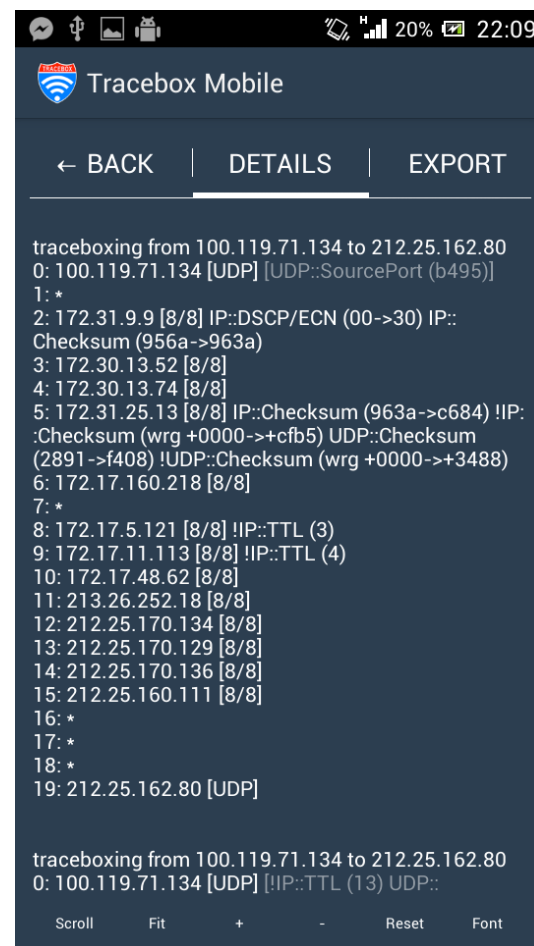 H 20% 22:09
TRACEBOX
Tracebox Mobile
← BACK | DETAILS | EXPORT
traceboxing from 100.119.71.134 to 212.25.162.80
0: 100.119.71.134 [UDP] [UDP::SourcePort (b495)]
1: *
2: 172.31.9.9 [8/8] IP::DSCP/ECN (00->30) IP::
Checksum (956a->963a)
3: 172.30.13.52 [8/8]
4: 172.30.13.74 [8/8]
5: 172.31.25.13 [8/8] IP::Checksum (963a->c684) !IP:
:Checksum (wrg +0000->+cfb5) UDP::Checksum
(2891->f408) !UDP::Checksum (wrg +0000->+3488)
6: 172.17.160.218 [8/8]
7: *
8: 172.17.5.121 [8/8] !IP::TTL (3)
9: 172.17.11.113 [8/8] !IP::TTL (4)
10: 172.17.48.62 [8/8]
11: 213.26.252.18 [8/8]
12: 212.25.170.134 [8/8]
13: 212.25.170.129 [8/8]
14: 212.25.170.136 [8/8]
15: 212.25.160.111 [8/8]
16: *
17: *
18: *
19: 212.25.162.80 [UDP]
traceboxing from 100.119.71.134 to 212.25.162.80
0: 100.119.71.134 [UDP] [!IP::TTL (13) UDP::
Scroll Fit + - Reset Font